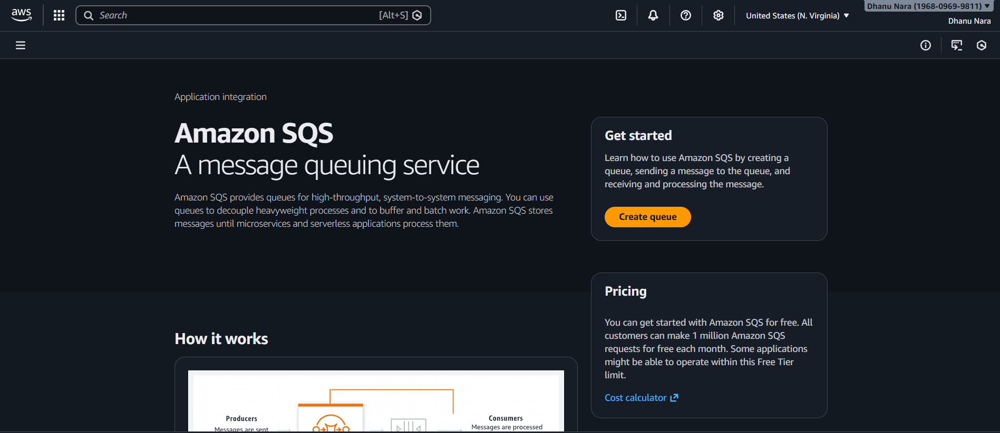 aws
Search
[Alt+S]
United States (N. Virginia)
Dhanu Nara (1968-0969-9811)
Dhanu Nara
Application integration
Amazon SQS
A message queuing service
Amazon SQS provides queues for high-throughput, system-to-system messaging. You can use
queues to decouple heavyweight processes and to buffer and batch work. Amazon SQS stores
messages until microservices and serverless applications process them.
Get started
Learn how to use Amazon SQS by creating a
queue, sending a message to the queue, and
receiving and processing the message.
Create queue
Pricing
You can get started with Amazon SQS for free. All
customers can make 1 million Amazon SQS
requests for free each month. Some applications
might be able to operate within this Free Tier
limit.
Cost calculator
How it works
Producers
Messages are sent
Consumers
Messages are processed